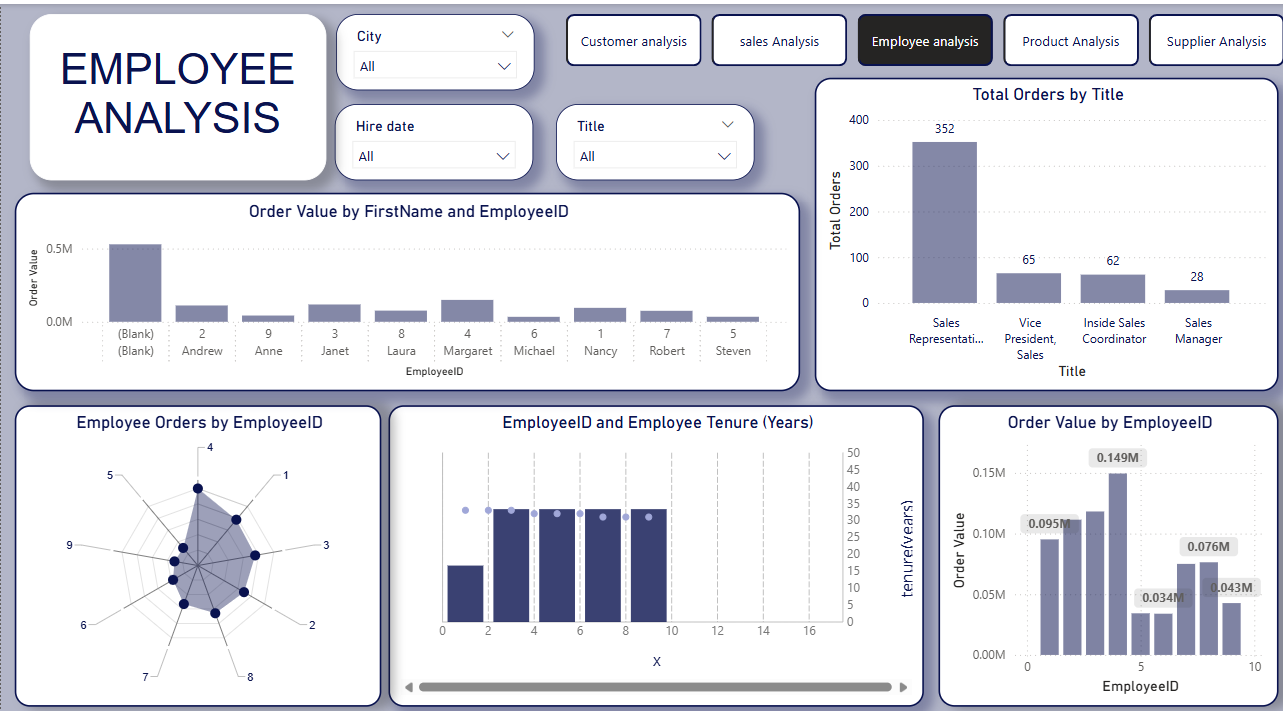 EMPLOYEE
ANALYSIS
City
All
Hire date
All
Title
All
Customer analysis
sales Analysis
Employee analysis
Product Analysis
Supplier Analysis
Order Value by FirstName and EmployeeID
Order Value
0.5M
0.0M
(Blank) 2 9 3 8 4 6 1 7 5
(Blank) Andrew Anne Janet Laura Margaret Michael Nancy Robert Steven
EmployeeID
Total Orders by Title
Total Orders
400
300
200
100
0
352
65
62
28
Sales
Representati...
Vice
President,
Sales
Inside Sales
Coordinator
Sales
Manager
Title
Employee Orders by EmployeeID
4
1
3
2
8
7
6
9
5
EmployeeID and Employee Tenure (Years)
50
45
40
35
30
25
20
15
10
5
0
tenure(years)
0 2 4 6 8 10 12 14 16
X
Order Value by EmployeeID
Order Value
0.15M
0.10M
0.05M
0.00M
0.095M
0.149M
0.034M
0.076M
0.043M
0 5 10
EmployeeID